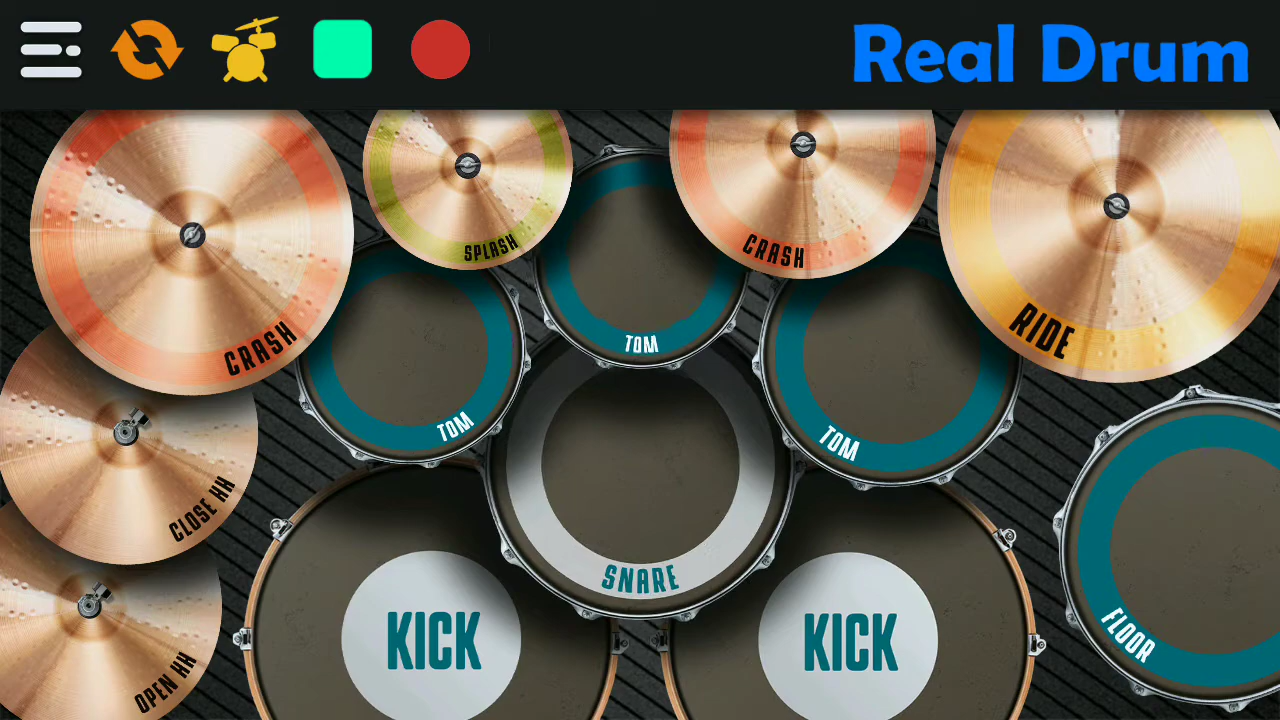 Real Drum
SPLASH
CRASH
CRASH
RIDE
TOM
TOM
TOM
CLOSE HH
SNARE
KICK
KICK
FLOOR
OPEN HH